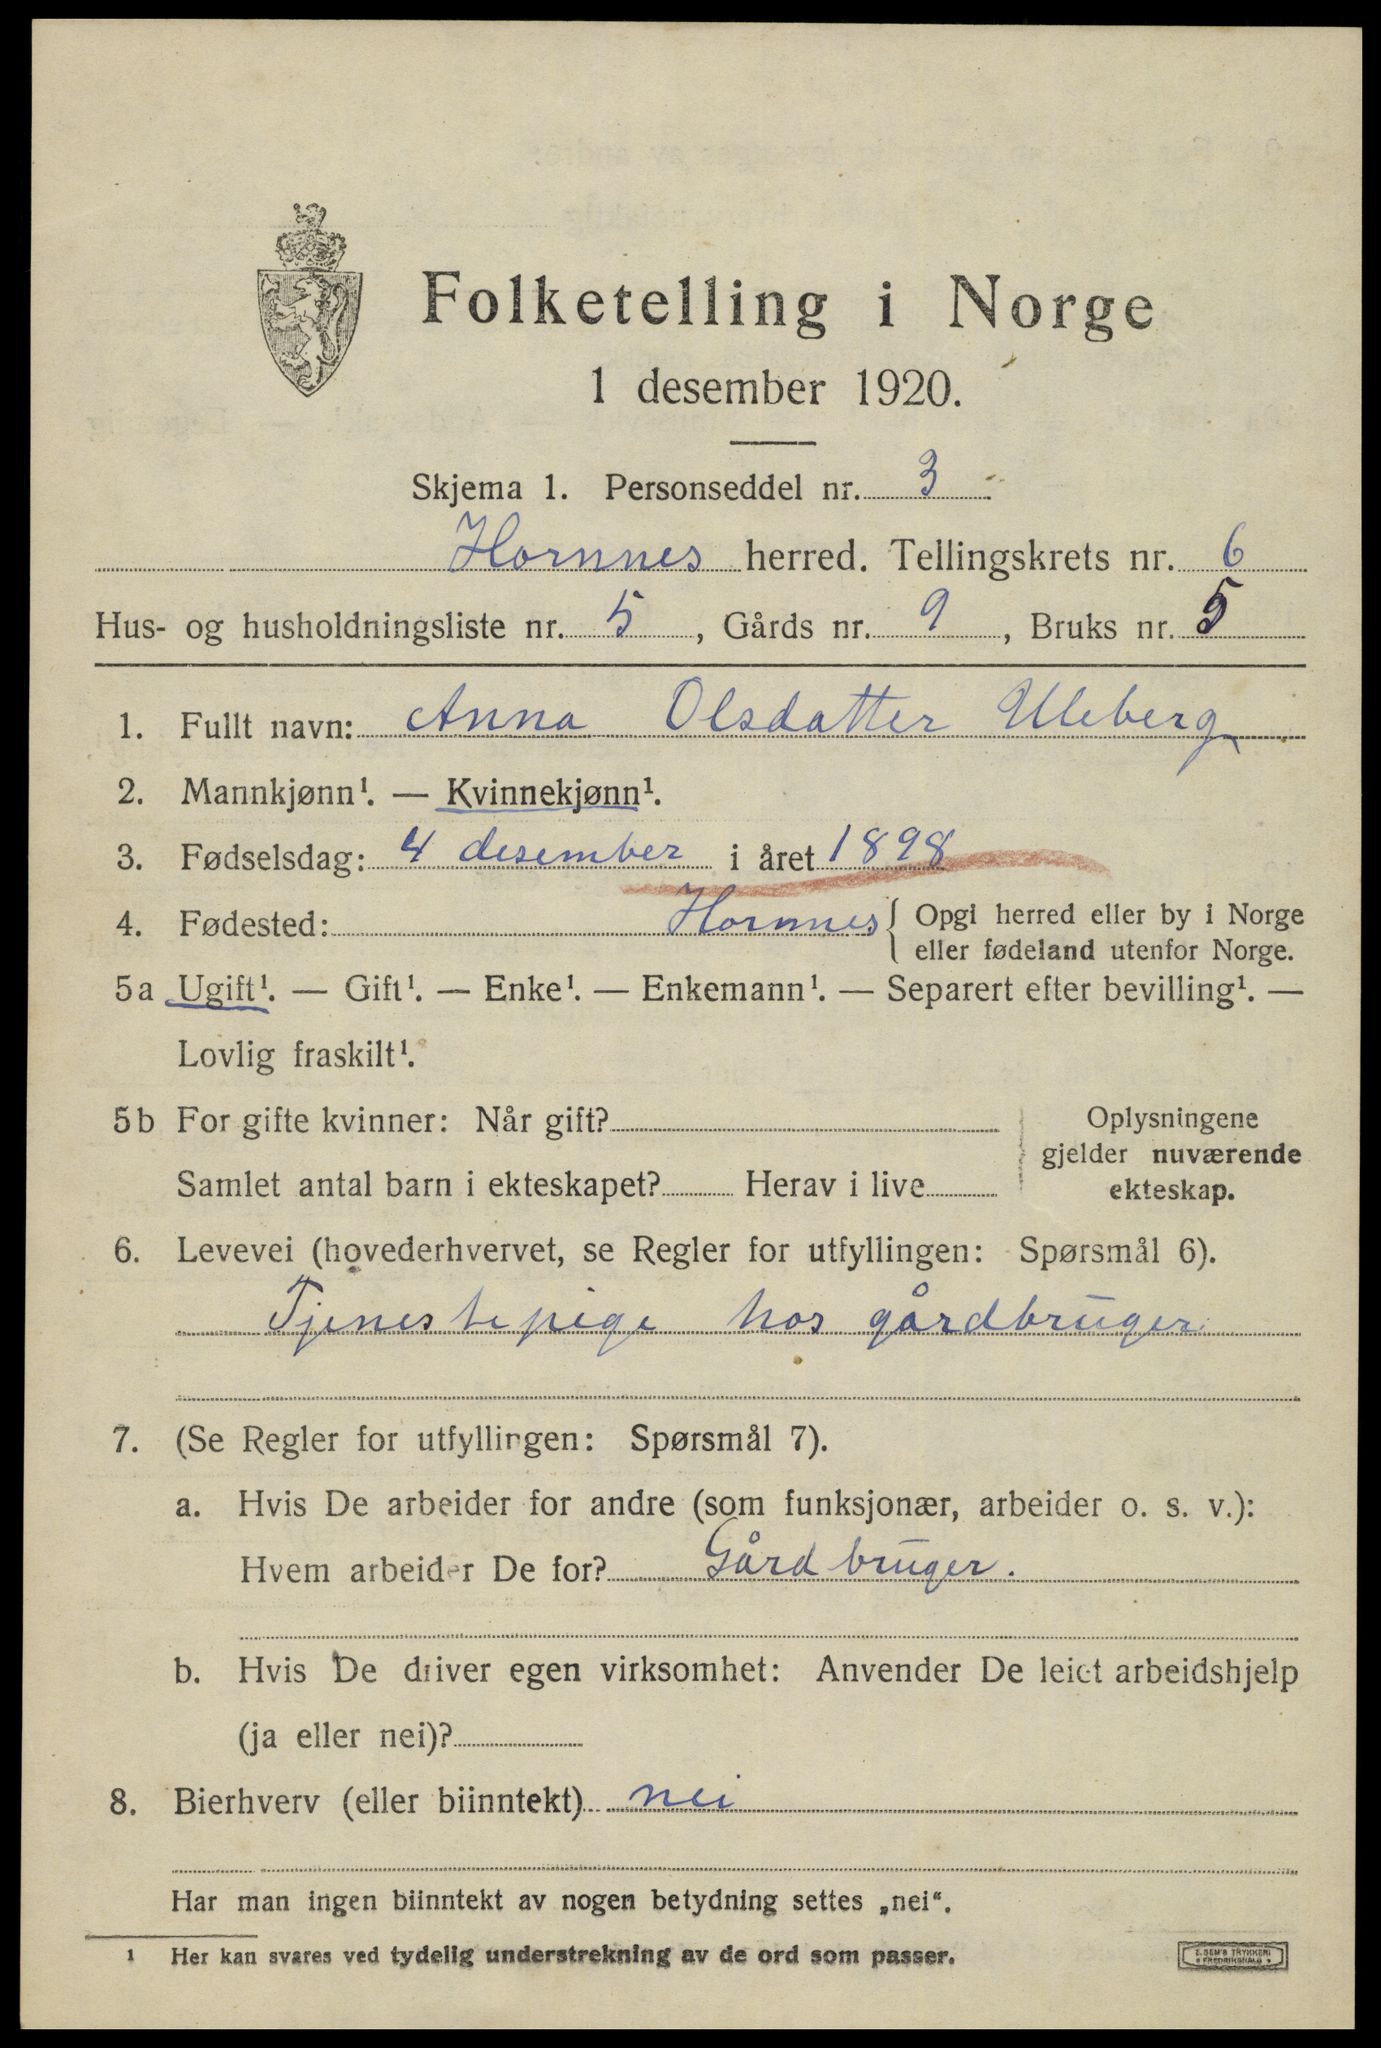 Folketelling i Norge
1 desember 1920.
Skjema 1. Personseddel nr. 3
Hornnes herred. Tellingskrets nr. 6
Hus- og husholdningsliste nr. 5, Gårds nr. 9, Bruks nr. 5
1. Fullt navn: Anna Olsdatter Uleberg
2. Mannkjønn¹. — Kvinnekjønn¹.
3. Fødselsdag: 4 desember i året 1898
4. Fødested: Hornnes { Opgi herred eller by i Norge
eller fødeland utenfor Norge.
5a Ugift¹. — Gift¹. — Enke¹. — Enkemann¹. — Separert efter bevilling¹. —
Lovlig fraskilt¹.
5b For gifte kvinner: Når gift? Oplysningene
gjelder nuværende
Samlet antal barn i ekteskapet? Herav i live ekteskap.
6. Levevei (hovederhvervet, se Regler for utfyllingen: Spørsmål 6).
Tjenestepige hos gårdbruger
7. (Se Regler for utfyllingen: Spørsmål 7).
a. Hvis De arbeider for andre (som funksjonær, arbeider o. s. v.):
Hvem arbeider De for? Gårdbruger.
b. Hvis De driver egen virksomhet: Anvender De leiet arbeidshjelp
(ja eller nei)?
8. Bierhverv (eller biinntekt) nei
Har man ingen biinntekt av nogen betydning settes „nei“.
¹ Her kan svares ved tydelig understrekning av de ord som passer.
E. SEM'S TRYKKERI
FREDRIKSHALD